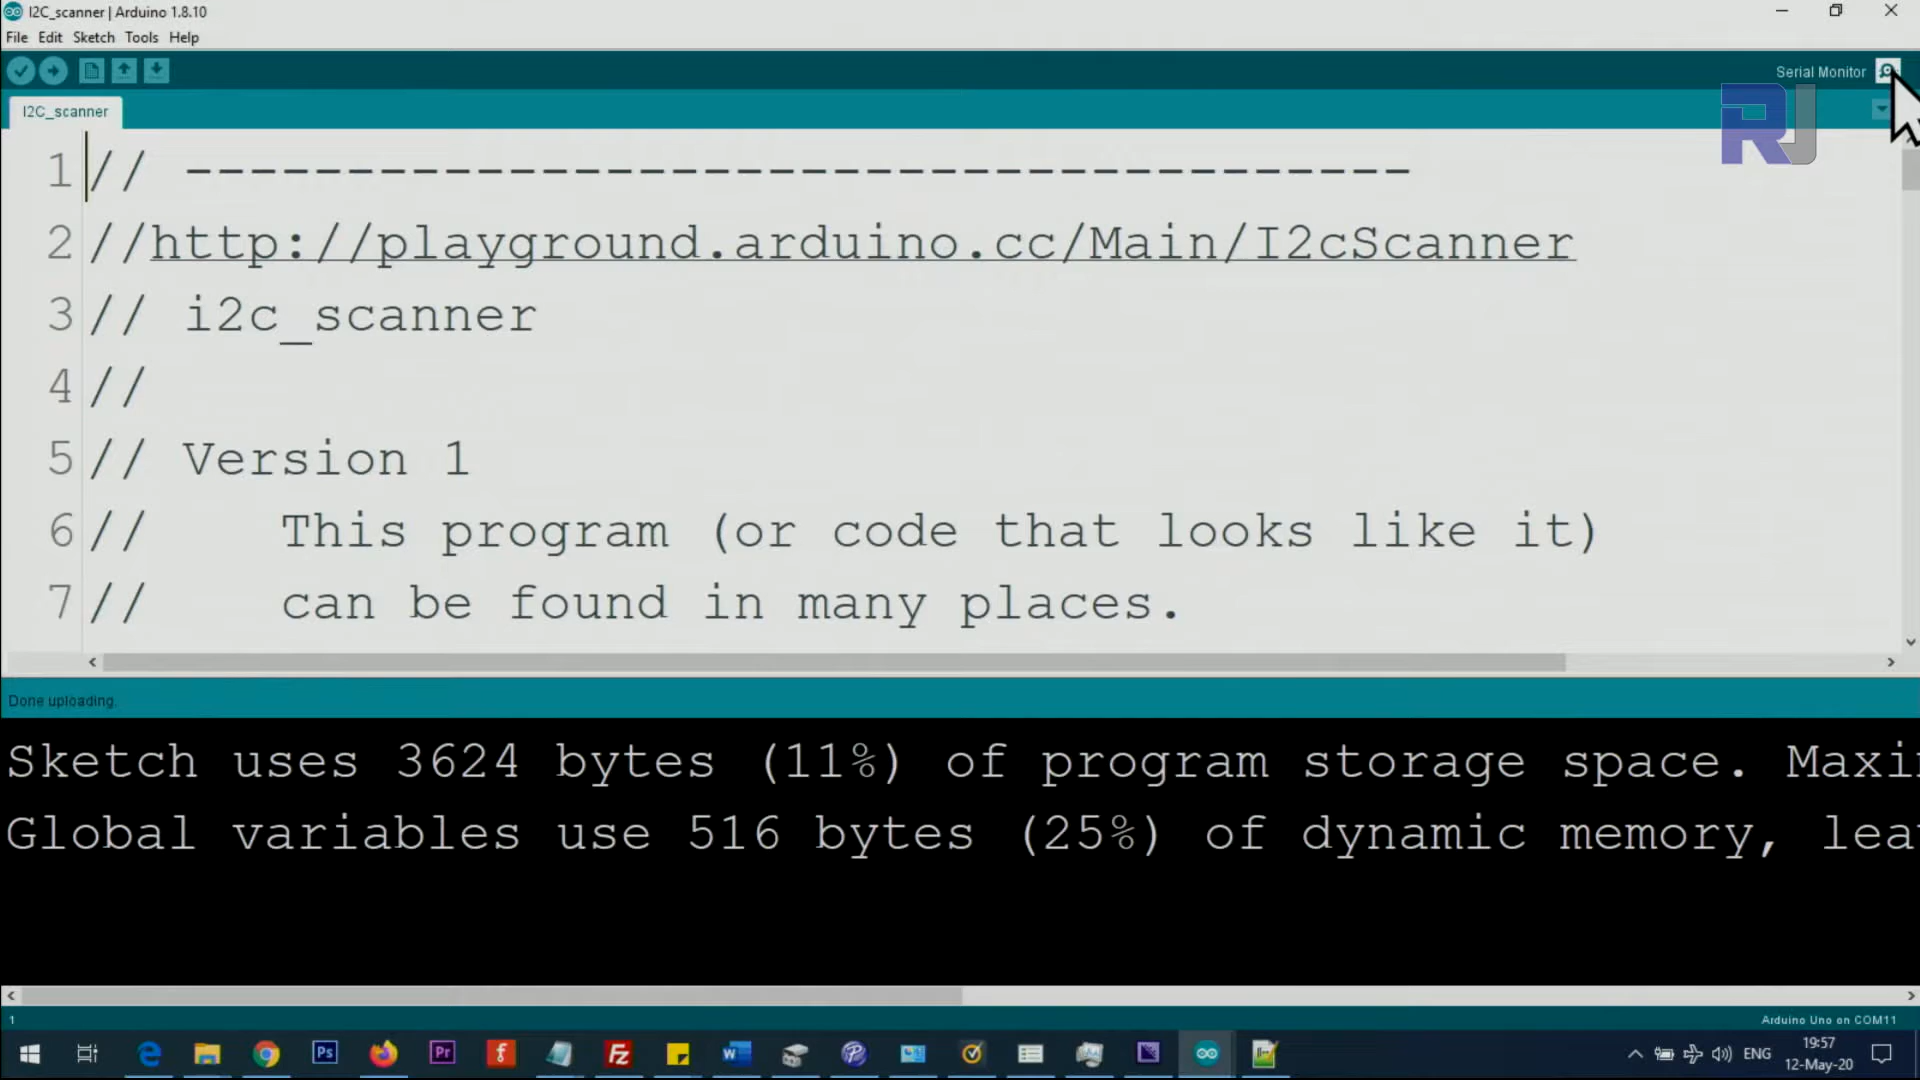 I2C_scanner | Arduino 1.8.10
File Edit Sketch Tools Help
Serial Monitor
RJ
I2C_scanner
1 // --------------------------------------
2 //http://playground.arduino.cc/Main/I2cScanner
3 // i2c_scanner
4 //
5 // Version 1
6 //    This program (or code that looks like it)
7 //    can be found in many places.
Done uploading.
Sketch uses 3624 bytes (11%) of program storage space. Maxi
Global variables use 516 bytes (25%) of dynamic memory, lea
1
Arduino Uno on COM11
Ps Pr f Fz W
ENG
19:57
12-May-20